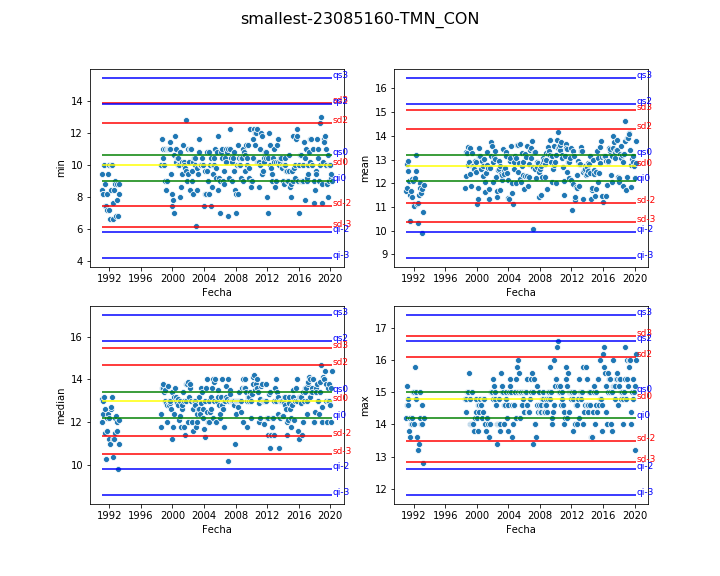 smallest-23085160-TMN_CON
min
14
12
10
8
6
4
1992 1996 2000 2004 2008 2012 2016 2020
Fecha
qs3
qs2
sd2
qs0
sd0
qi0
sd-2
sd-3
qi-2
qi-3
mean
16
15
14
13
12
11
10
9
1992 1996 2000 2004 2008 2012 2016 2020
Fecha
qs3
qs2
sd3
sd2
qs0
sd0
qi0
sd-2
sd-3
qi-2
qi-3
median
16
14
12
10
1992 1996 2000 2004 2008 2012 2016 2020
Fecha
qs3
qs2
sd3
sd2
qs0
sd0
qi0
sd-2
sd-3
qi-2
qi-3
max
17
16
15
14
13
12
1992 1996 2000 2004 2008 2012 2016 2020
Fecha
qs3
sd3
qs2
sd2
qs0
sd0
qi0
sd-2
sd-3
qi-2
qi-3